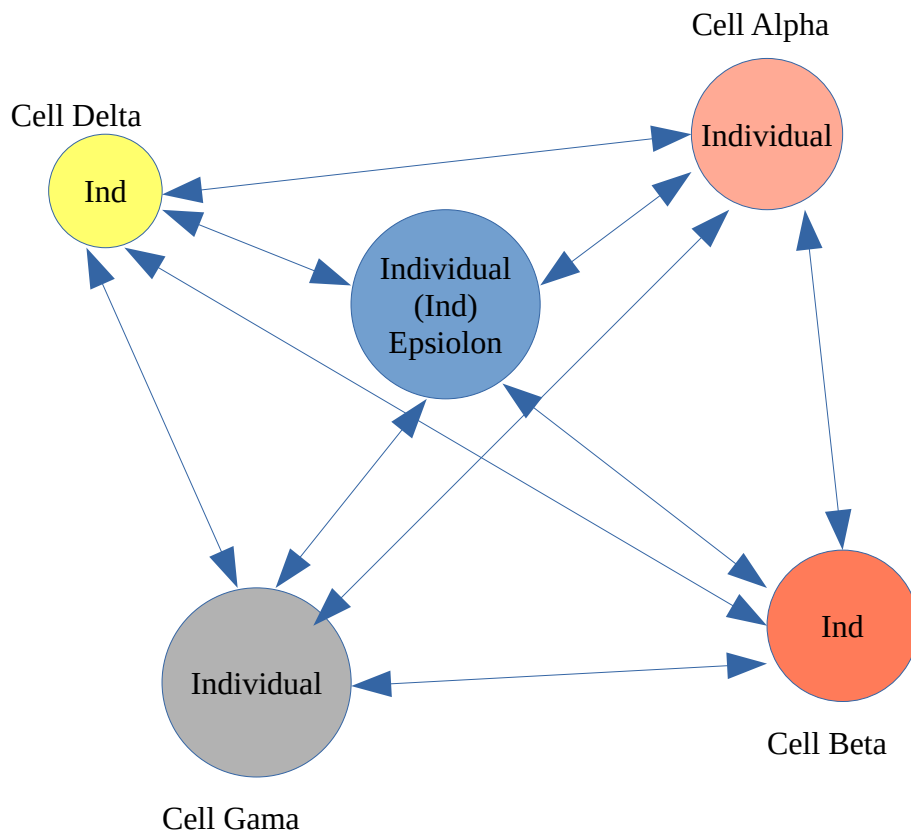 Cell Alpha
Cell Delta
Individual
Ind
Individual
(Ind)
Epsiolon
Ind
Individual
Cell Beta
Cell Gama